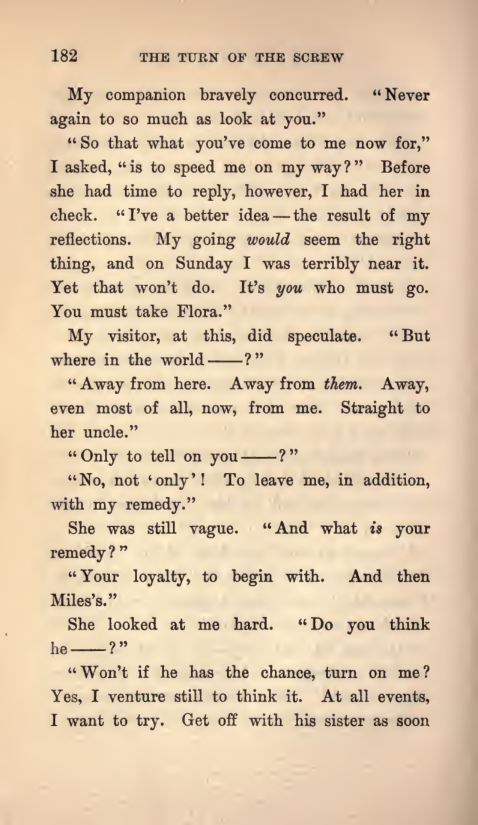 182 THE TURN OF THE SCREW
My companion bravely concurred. "Never
again to so much as look at you."
"So that what you've come to me now for,"
I asked, "is to speed me on my way?" Before
she had time to reply, however, I had her in
check. "I've a better idea—the result of my
reflections. My going would seem the right
thing, and on Sunday I was terribly near it.
Yet that won't do. It's you who must go.
You must take Flora."
My visitor, at this, did speculate. "But
where in the world——?"
"Away from here. Away from them. Away,
even most of all, now, from me. Straight to
her uncle."
"Only to tell on you——?"
"No, not 'only'! To leave me, in addition,
with my remedy."
She was still vague. "And what is your
remedy?"
"Your loyalty, to begin with. And then
Miles's."
She looked at me hard. "Do you think
he——?"
"Won't if he has the chance, turn on me?
Yes, I venture still to think it. At all events,
I want to try. Get off with his sister as soon